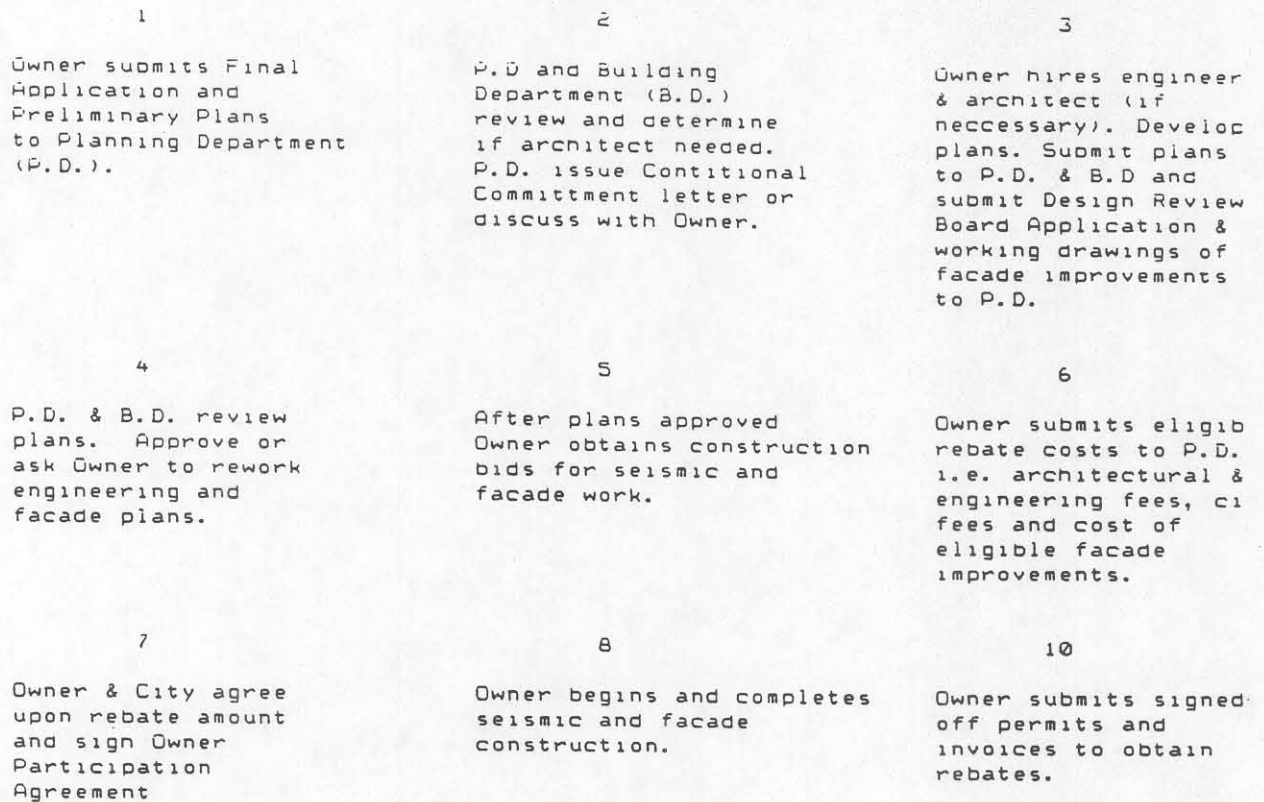 1
Owner submits Final
Application and
Preliminary Plans
to Planning Department
(P.D.).
2
P.D and Building
Department (B.D.)
review and determine
if architect needed.
P.D. issue Contitional
Committment letter or
discuss with Owner.
3
Owner hires engineer
& architect (if
neccessary). Develop
plans. Submit plans
to P.D. & B.D and
submit Design Review
Board Application &
working drawings of
facade improvements
to P.D.
4
P.D. & B.D. review
plans. Approve or
ask Owner to rework
engineering and
facade plans.
5
After plans approved
Owner obtains construction
bids for seismic and
facade work.
6
Owner submits eligib
rebate costs to P.D.
i.e. architectural &
engineering fees, ci
fees and cost of
eligible facade
improvements.
7
Owner & City agree
upon rebate amount
and sign Owner
Participation
Agreement
8
Owner begins and completes
seismic and facade
construction.
10
Owner submits signed
off permits and
invoices to obtain
rebates.